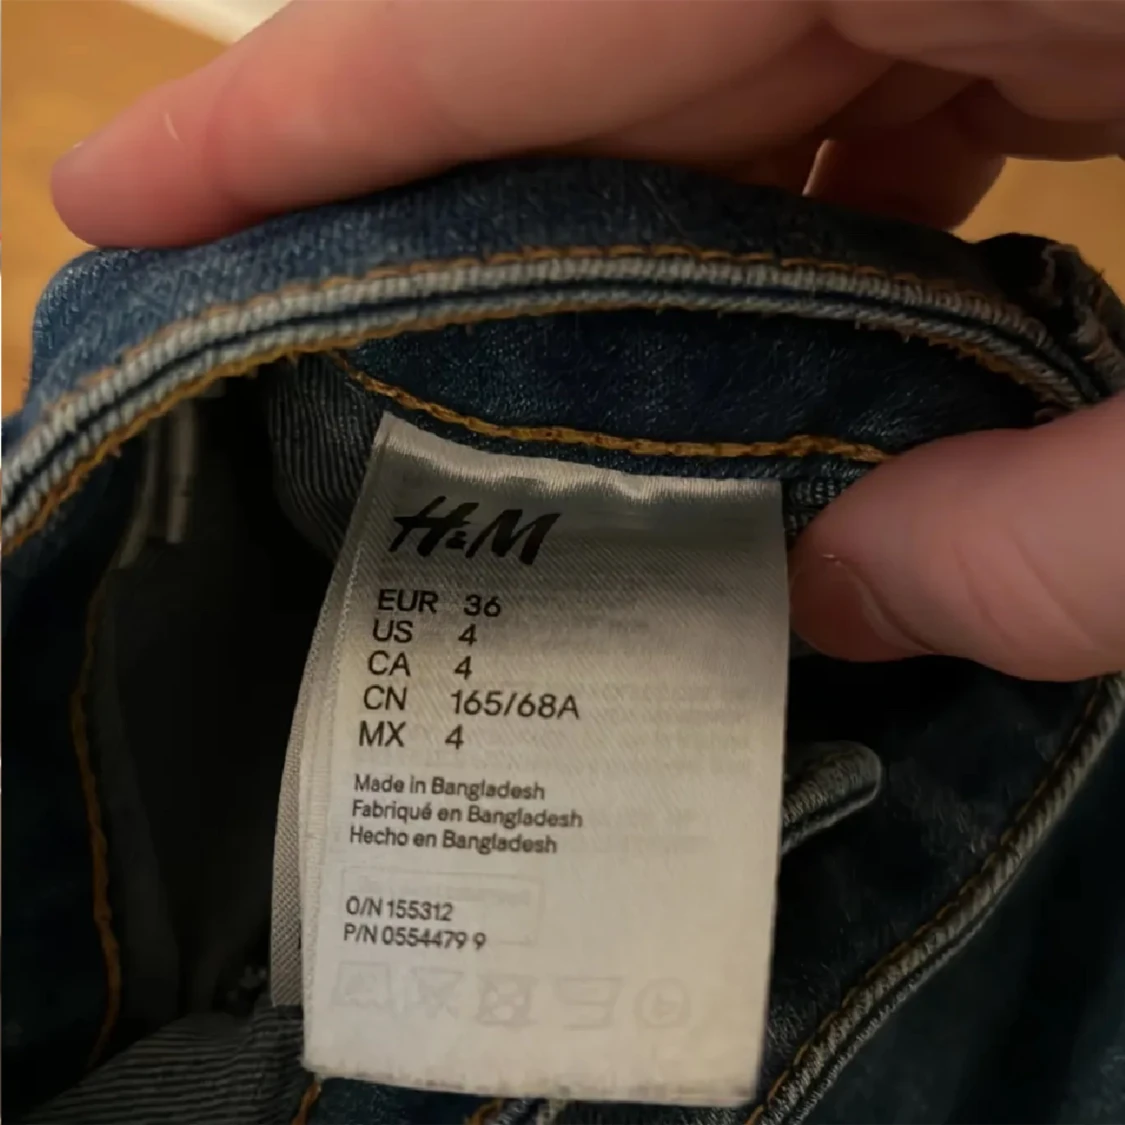 H&M
EUR 36
US 4
CA 4
CN 165/68A
MX 4
Made in Bangladesh
Fabriqué en Bangladesh
Hecho en Bangladesh
O/N 155312
P/N 0554479 9